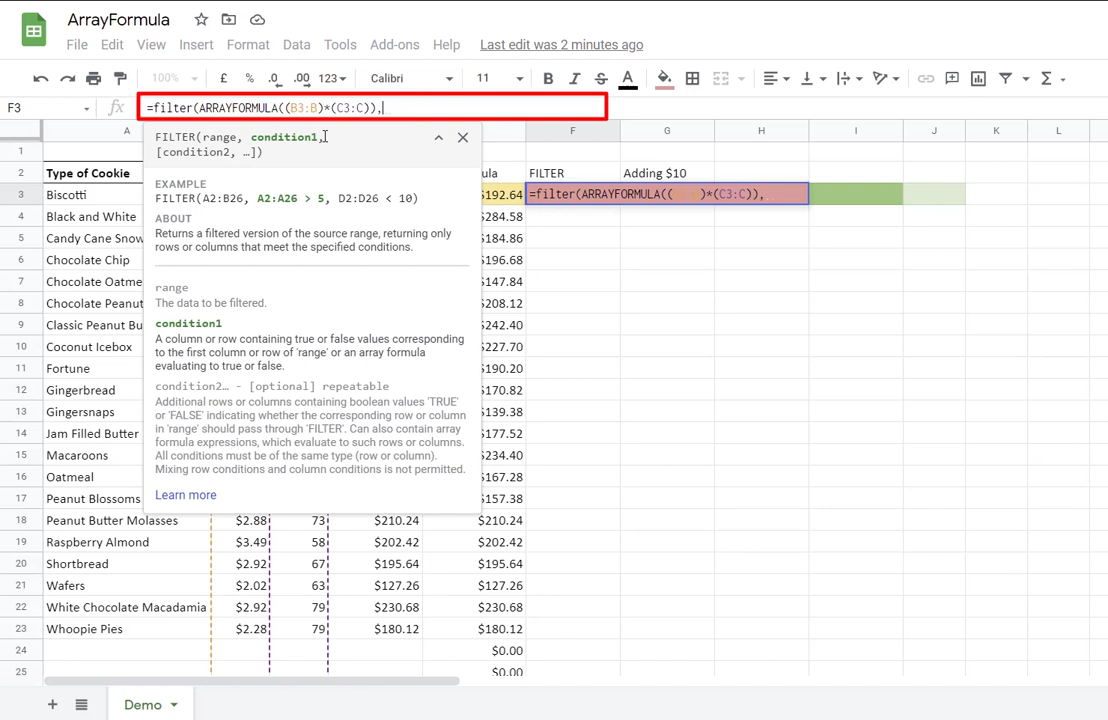 ArrayFormula
File Edit View Insert Format Data Tools Add-ons Help Last edit was 2 minutes ago
100% £ % .0 .00 123 Calibri 11 B I S A Σ
F3 fx =filter(ARRAYFORMULA((B3:B)*(C3:C)),
A F G H I J K L
FILTER(range, condition1,
[condition2, …])
EXAMPLE
FILTER(A2:B26, A2:A26 > 5, D2:D26 < 10)
ABOUT
Returns a filtered version of the source range, returning only
rows or columns that meet the specified conditions.
range
The data to be filtered.
condition1
A column or row containing true or false values corresponding
to the first column or row of 'range' or an array formula
evaluating to true or false.
condition2… - [optional] repeatable
Additional rows or columns containing boolean values 'TRUE'
or 'FALSE' indicating whether the corresponding row or column
in 'range' should pass through 'FILTER'. Can also contain array
formula expressions, which evaluate to such rows or columns.
All conditions must be of the same type (row or column).
Mixing row conditions and column conditions is not permitted.
Learn more
1
2 Type of Cookie ula FILTER Adding $10
3 Biscotti $192.64 =filter(ARRAYFORMULA((B3:B)*(C3:C)),
4 Black and White $284.58
5 Candy Cane Snow $184.86
6 Chocolate Chip $196.68
7 Chocolate Oatme $147.84
8 Chocolate Peanut $208.12
9 Classic Peanut Bu $242.40
10 Coconut Icebox $227.70
11 Fortune $190.20
12 Gingerbread $170.82
13 Gingersnaps $139.38
14 Jam Filled Butter $177.52
15 Macaroons $234.40
16 Oatmeal $167.28
17 Peanut Blossoms $157.38
18 Peanut Butter Molasses $2.88 73 $210.24 $210.24
19 Raspberry Almond $3.49 58 $202.42 $202.42
20 Shortbread $2.92 67 $195.64 $195.64
21 Wafers $2.02 63 $127.26 $127.26
22 White Chocolate Macadamia $2.92 79 $230.68 $230.68
23 Whoopie Pies $2.28 79 $180.12 $180.12
24 $0.00
25 $0.00
Demo